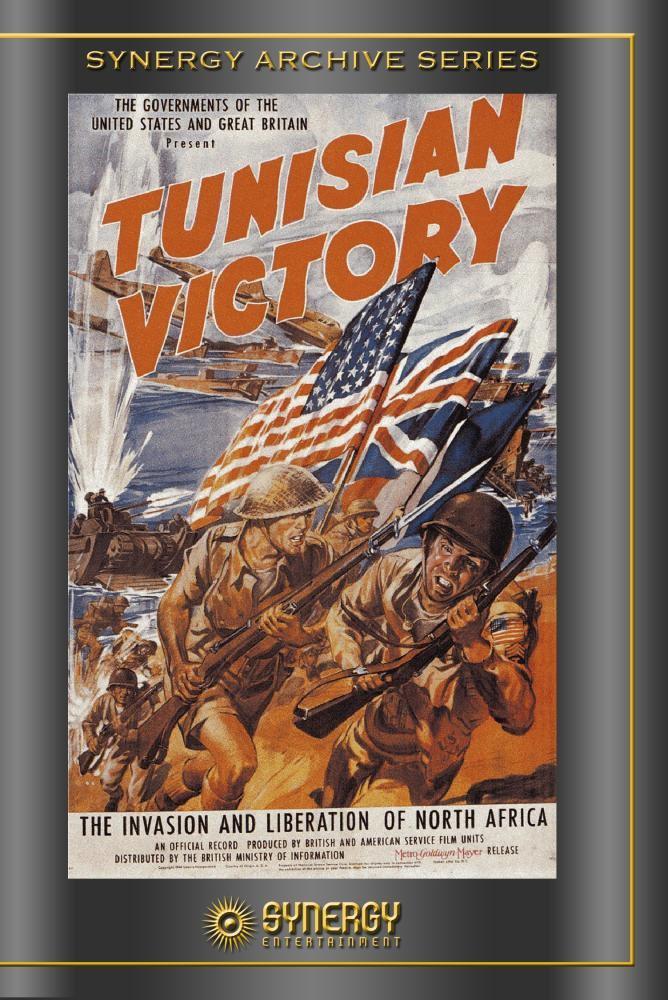 SYNERGY ARCHIVE SERIES
THE GOVERNMENTS OF THE
UNITED STATES AND GREAT BRITAIN
Present
TUNISIAN
VICTORY
U.S.
THE INVASION AND LIBERATION OF NORTH AFRICA
AN OFFICIAL RECORD PRODUCED BY BRITISH AND AMERICAN SERVICE FILM UNITS
DISTRIBUTED BY THE BRITISH MINISTRY OF INFORMATION Metro-Goldwyn-Mayer RELEASE
SYNERGY
ENTERTAINMENT